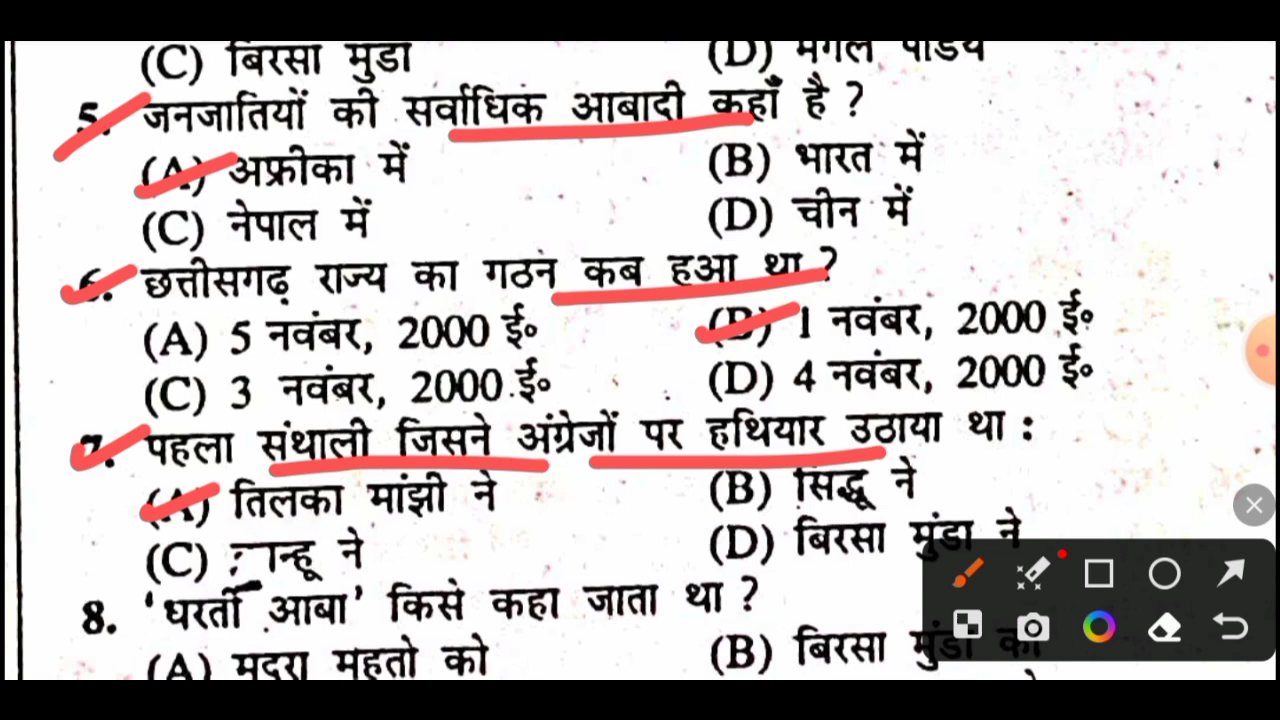 (C) बिरसा मुंडा (D) मंगल पांडेय
5. जनजातियों की सर्वाधिक आबादी कहाँ है ?
(A) अफ्रीका में (B) भारत में
(C) नेपाल में (D) चीन में
6. छत्तीसगढ़ राज्य का गठन कब हुआ था ?
(A) 5 नवंबर, 2000 ई० (B) 1 नवंबर, 2000 ई०
(C) 3 नवंबर, 2000 ई० (D) 4 नवंबर, 2000 ई०
7. पहला संथाली जिसने अंग्रेजों पर हथियार उठाया था :
(A) तिलका मांझी ने (B) सिद्धू ने
(C) ने (D) बिरसा मुंडा ने
8. 'धरती आबा' किसे कहा जाता था ?
(A) मदरा महतो को (B) बिरसा मुंडा को